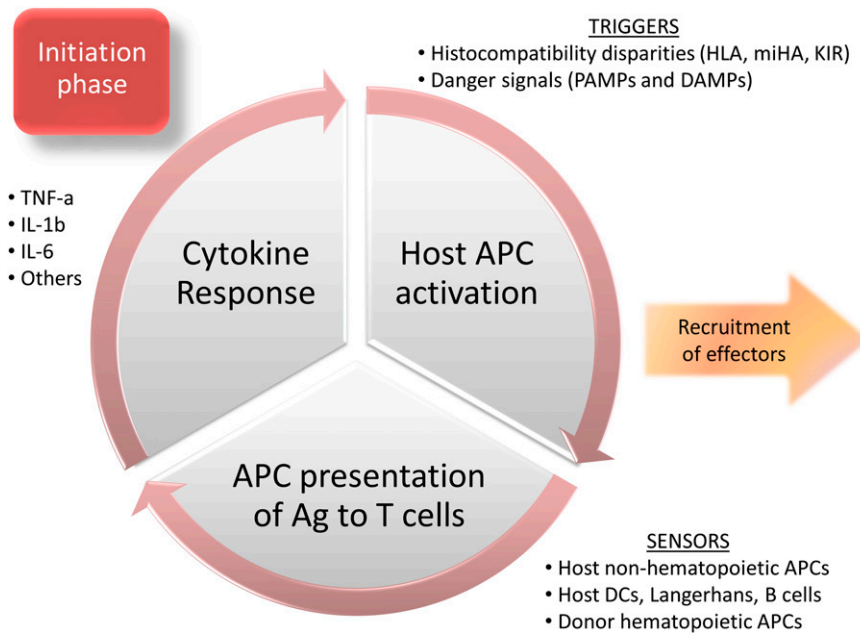 Initiation
phase
TRIGGERS
• Histocompatibility disparities (HLA, miHA, KIR)
• Danger signals (PAMPs and DAMPs)
• TNF-a
• IL-1b
• IL-6
• Others
Cytokine
Response
Host APC
activation
Recruitment
of effectors
APC presentation
of Ag to T cells
SENSORS
• Host non-hematopoietic APCs
• Host DCs, Langerhans, B cells
• Donor hematopoietic APCs